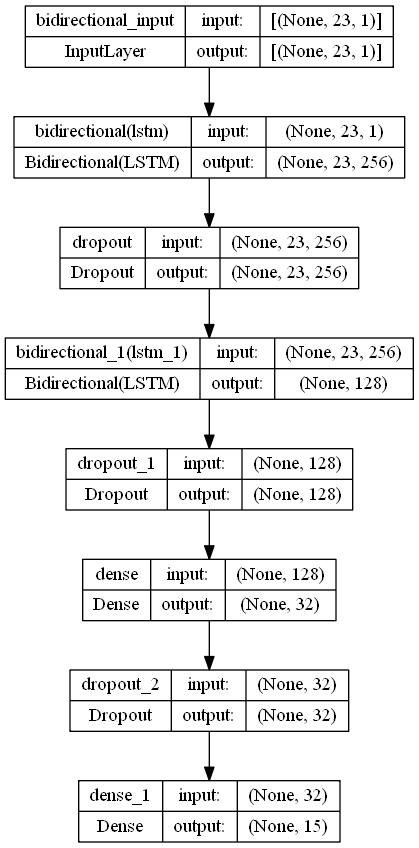 bidirectional_input input: [(None, 23, 1)]
InputLayer output: [(None, 23, 1)]
bidirectional(lstm) input: (None, 23, 1)
Bidirectional(LSTM) output: (None, 23, 256)
dropout input: (None, 23, 256)
Dropout output: (None, 23, 256)
bidirectional_1(lstm_1) input: (None, 23, 256)
Bidirectional(LSTM) output: (None, 128)
dropout_1 input: (None, 128)
Dropout output: (None, 128)
dense input: (None, 128)
Dense output: (None, 32)
dropout_2 input: (None, 32)
Dropout output: (None, 32)
dense_1 input: (None, 32)
Dense output: (None, 15)